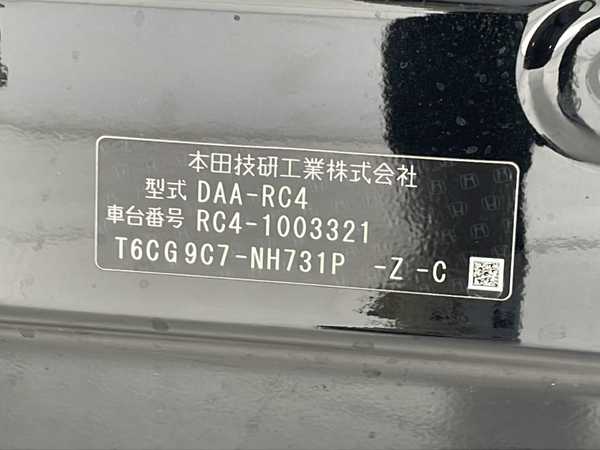 本田技研工業株式会社
型式 DAA-RC4
車台番号 RC4-1003321
T6CG9C7-NH731P -Z -C